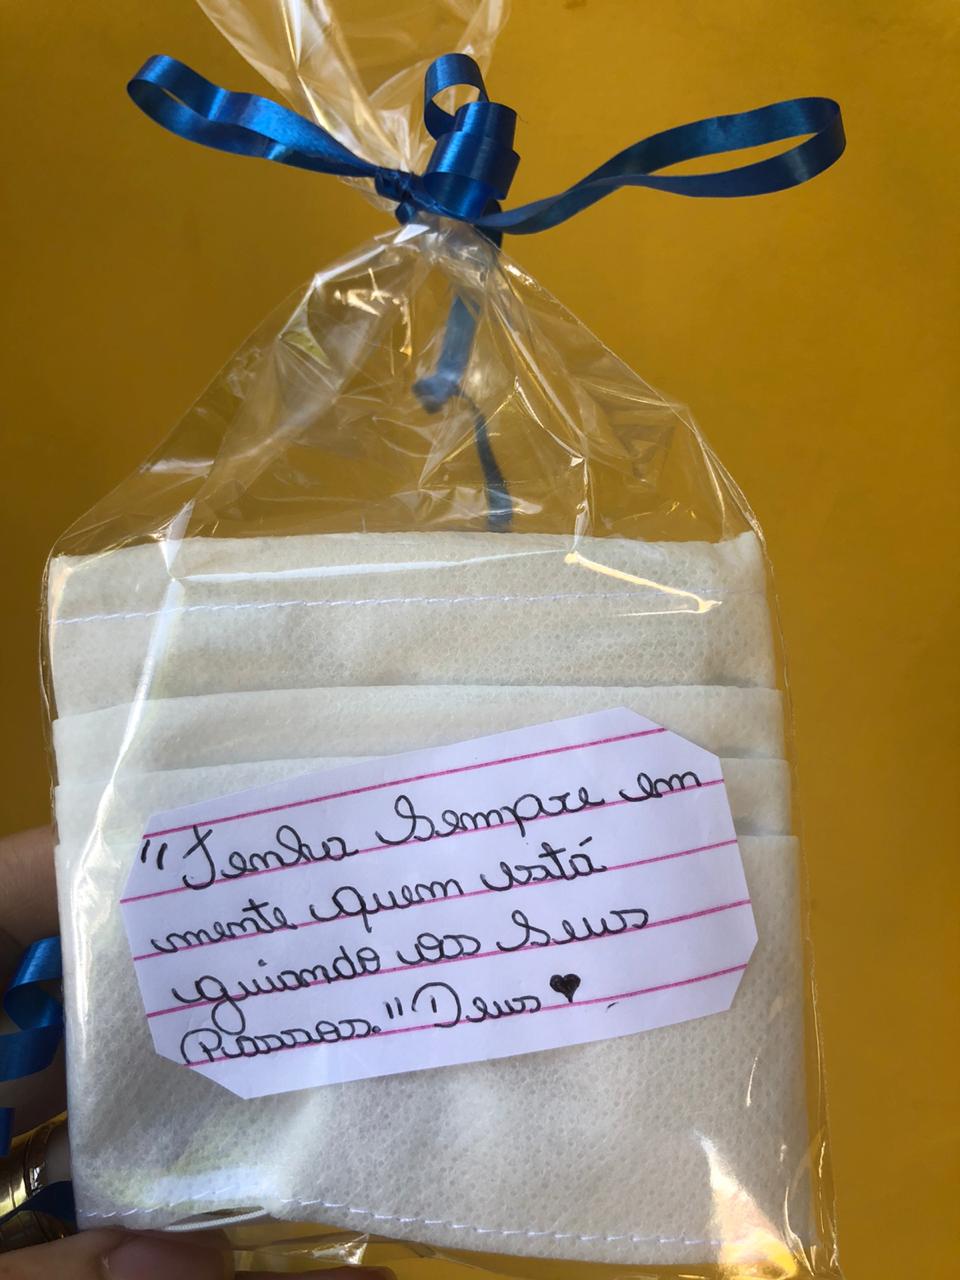 "Tenha Sempre em
mente quem está
guiando os Seus
Passos." Deus ♥